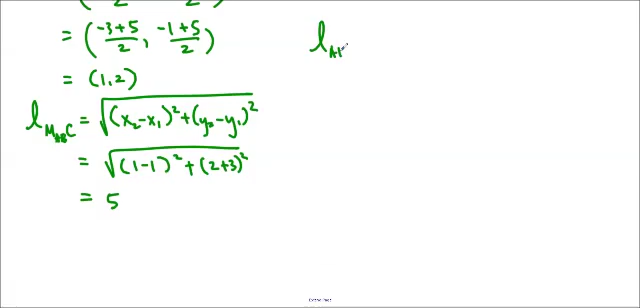 = (-3+5/2, -1+5/2)
= (1,2)
l_{M_{AB}C} = √(x₂-x₁)²+(y₂-y₁)²
= √(1-1)²+(2+3)²
= 5
l